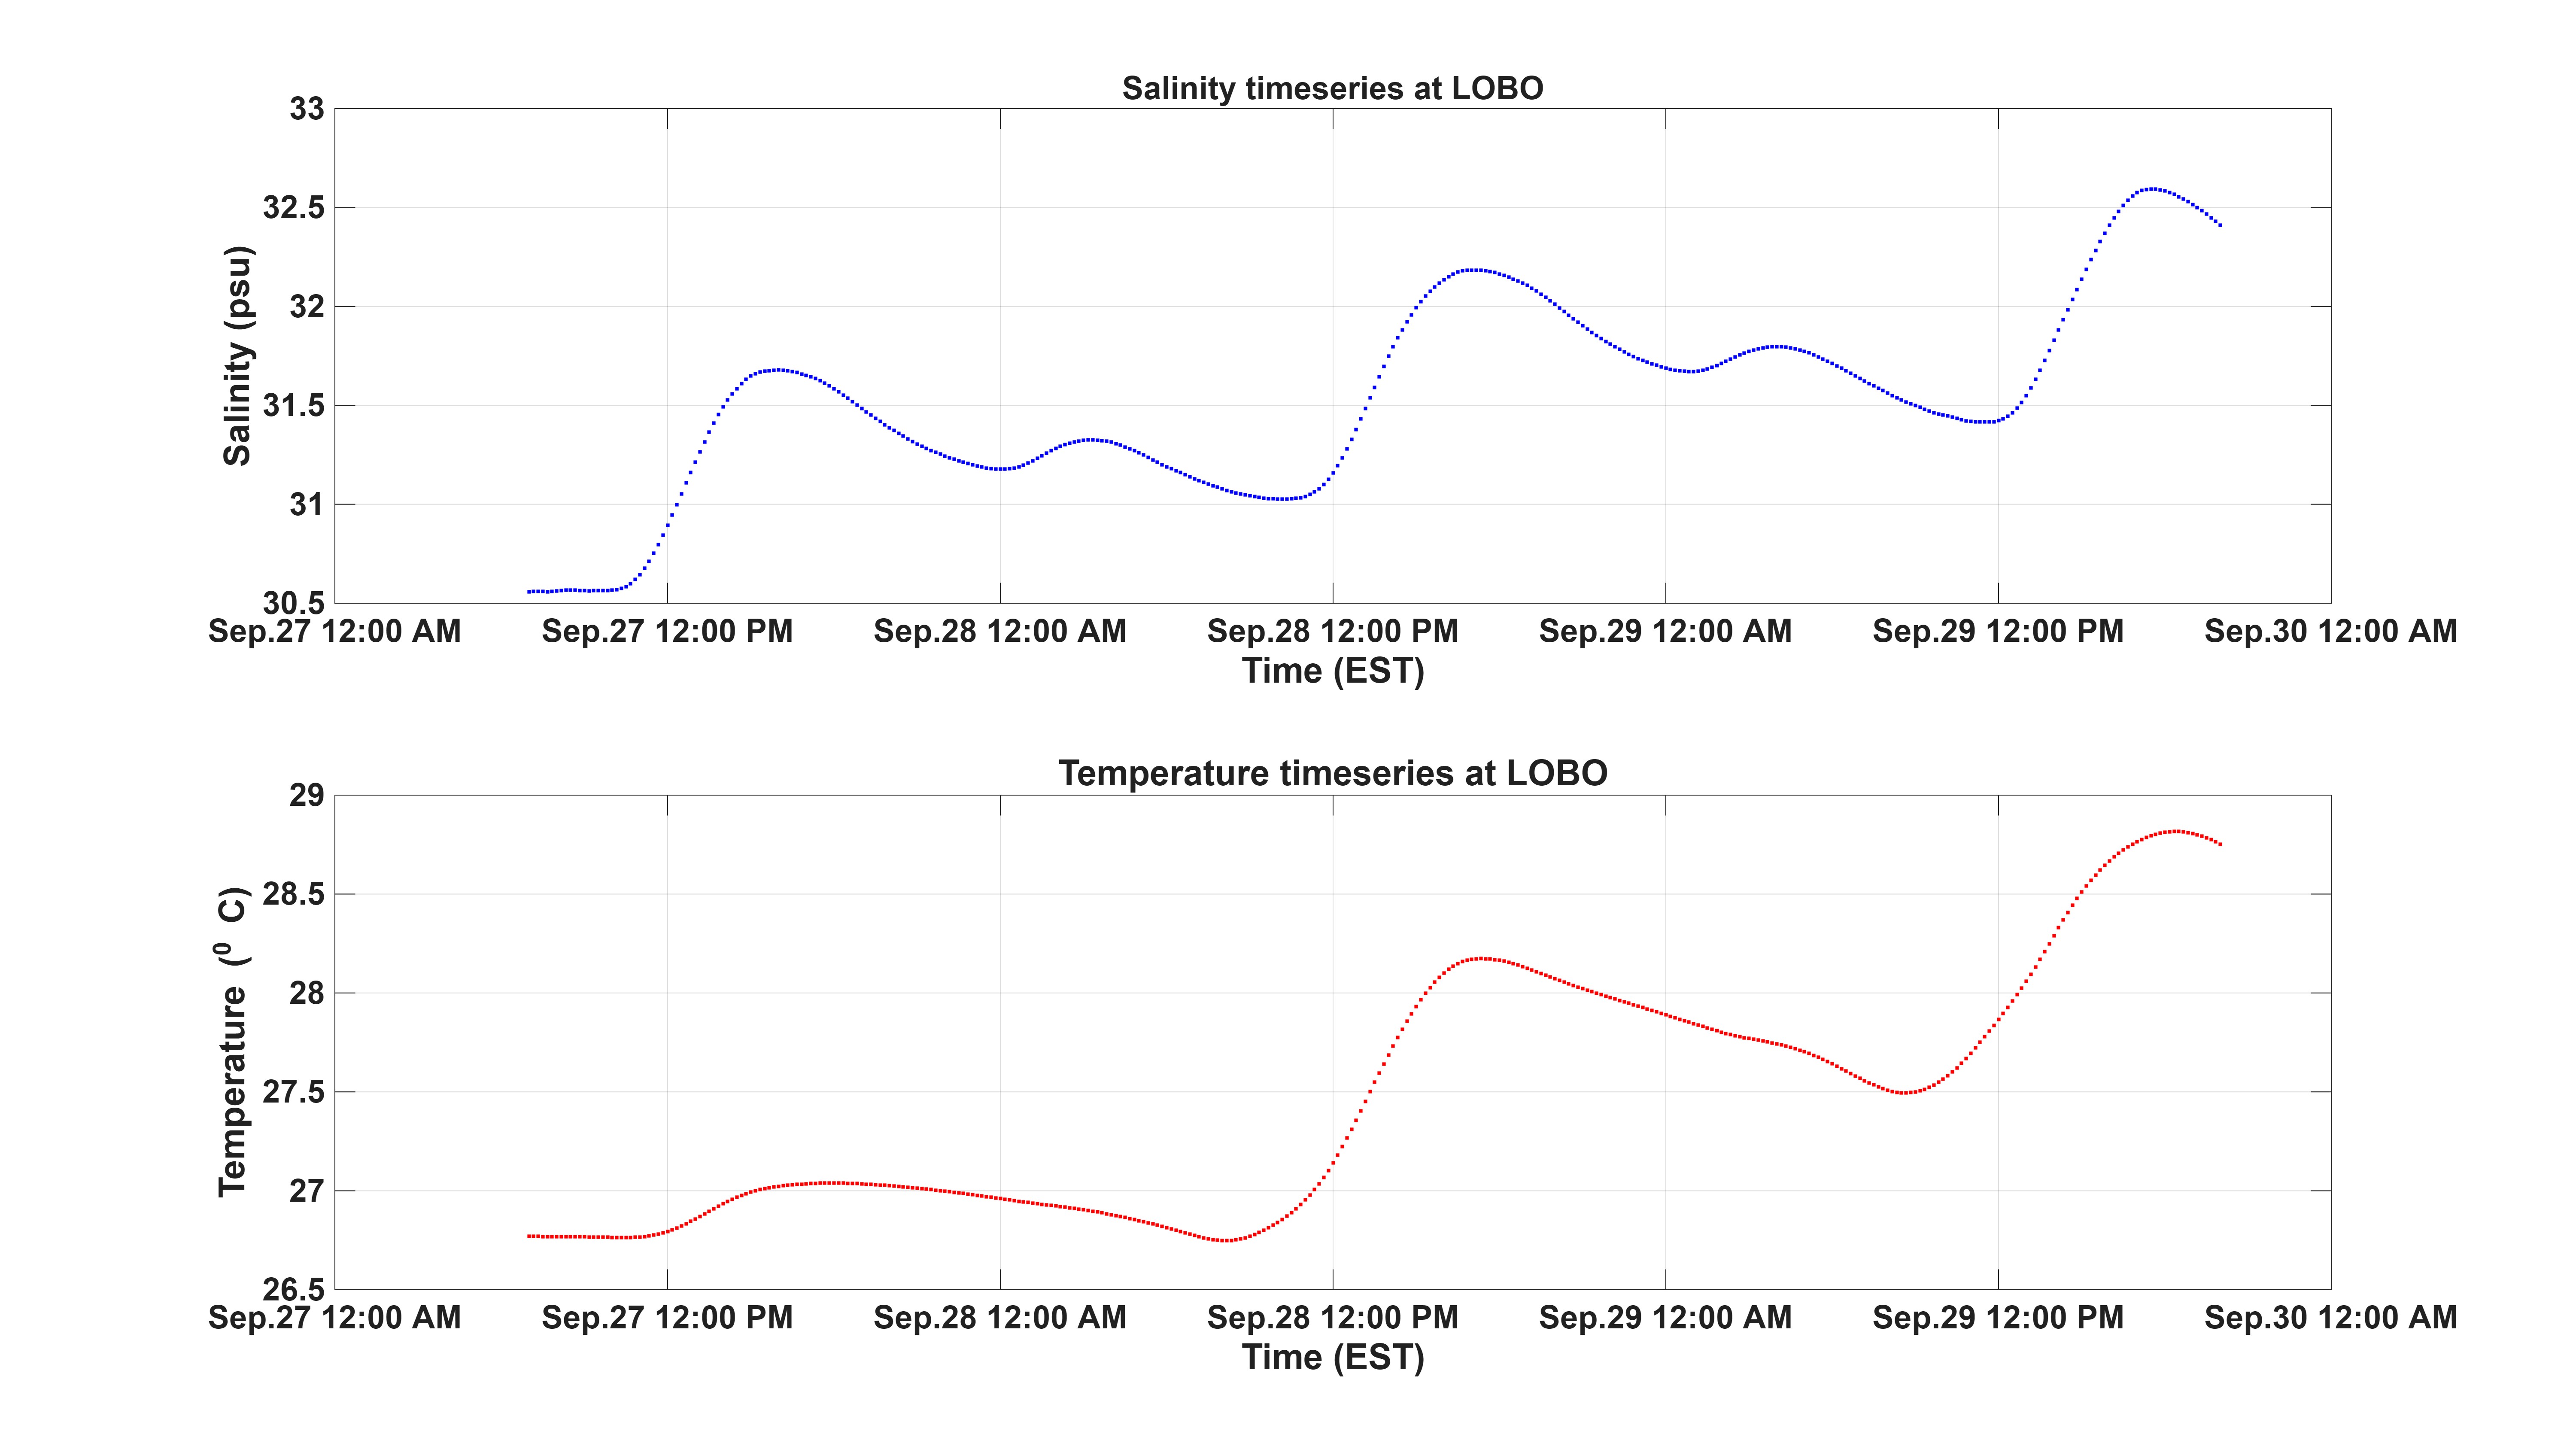 Salinity timeseries at LOBO
33
32.5
32
31.5
31
30.5
Salinity (psu)
Sep.27 12:00 AM Sep.27 12:00 PM Sep.28 12:00 AM Sep.28 12:00 PM Sep.29 12:00 AM Sep.29 12:00 PM Sep.30 12:00 AM
Time (EST)
Temperature timeseries at LOBO
29
28.5
28
27.5
27
26.5
Temperature (⁰ C)
Sep.27 12:00 AM Sep.27 12:00 PM Sep.28 12:00 AM Sep.28 12:00 PM Sep.29 12:00 AM Sep.29 12:00 PM Sep.30 12:00 AM
Time (EST)